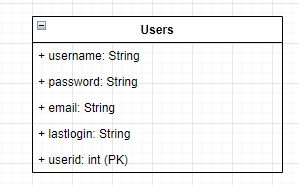 Users
+ username: String
+ password: String
+ email: String
+ lastlogin: String
+ userid: int (PK)